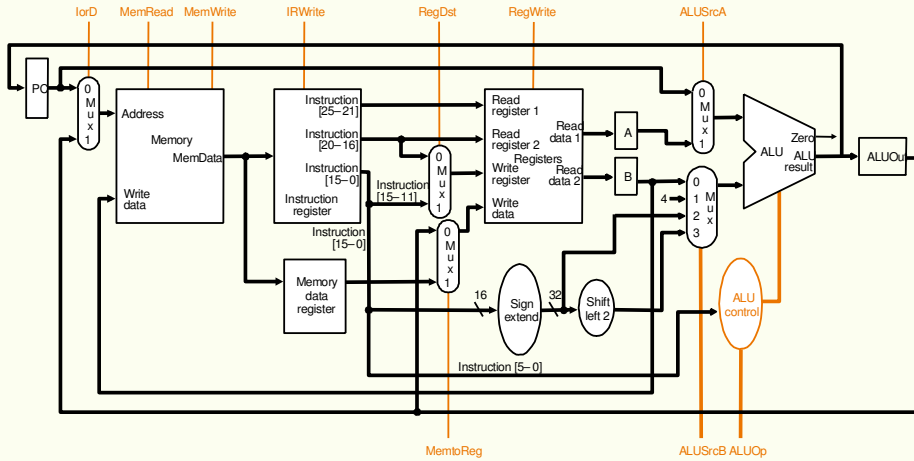 IorD
MemRead
MemWrite
IRWrite
RegDst
RegWrite
ALUSrcA
PC
0
M
u
x
1
Address
Memory
MemData
Write
data
Instruction
[25–21]
Instruction
[20–16]
Instruction
[15–0]
Instruction
register
Instruction
[15–0]
Instruction
[15–11]
Memory
data
register
0
M
u
x
1
0
M
u
x
1
Read
register 1
Read
register 2
Registers
Write
register
Write
data
Read
data 1
Read
data 2
A
B
4
0
M
u
x
1
0
1
2
3
M
u
x
Zero
ALU
ALU
result
ALUOut
16
Sign
extend
32
Shift
left 2
ALU
control
Instruction [5–0]
MemtoReg
ALUSrcB
ALUOp